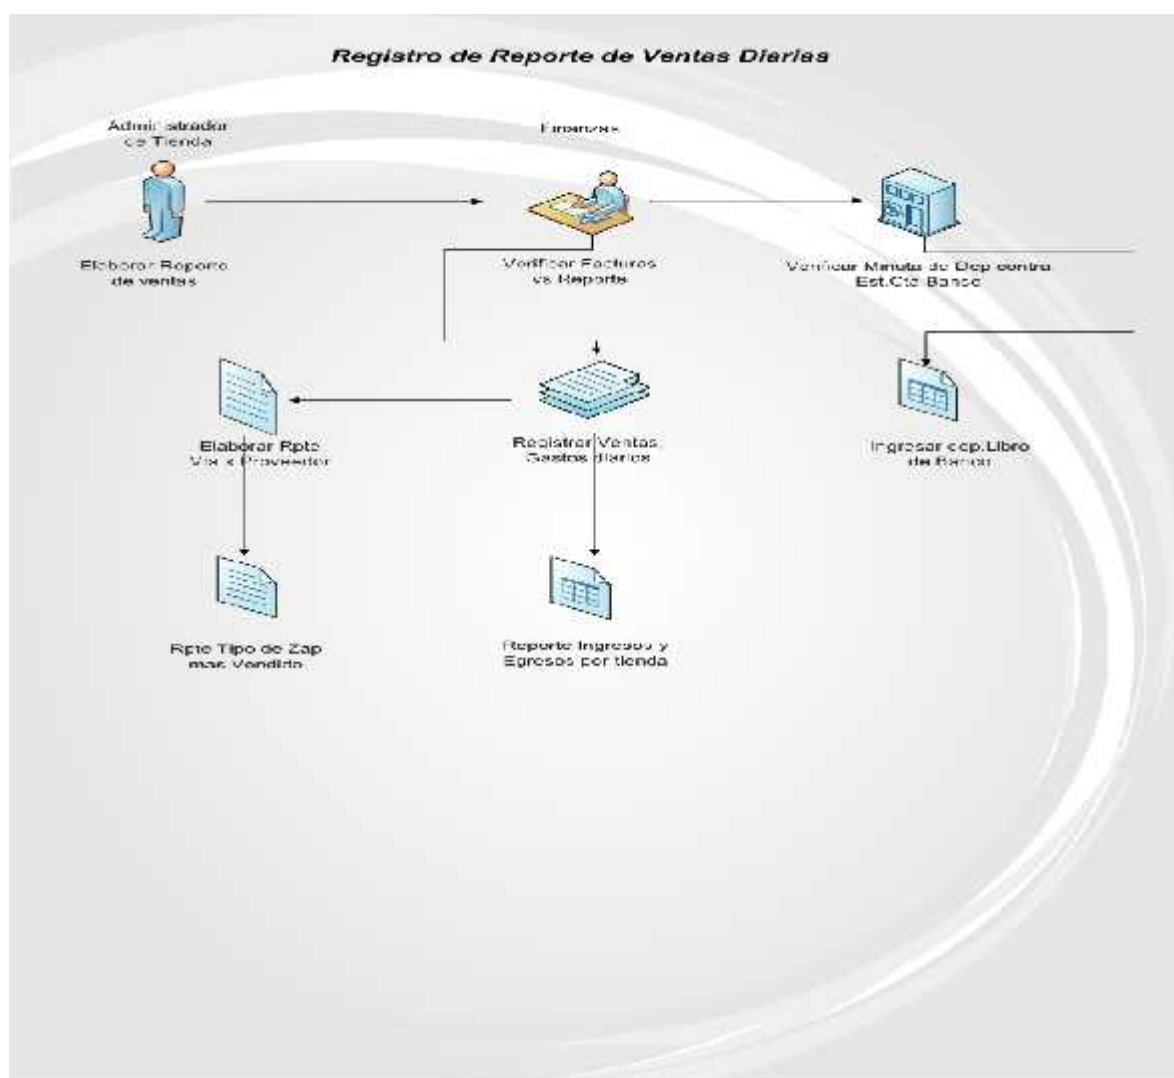 Registro de Reporte de Ventas Diarias
Administrador
de Tienda
Finanzas
Elaborar Reporte
de ventas
Verificar Facturas
vs Reporte
Verificar Minuta de Dep contra
Est.Cta.Banco
Elaborar Rpte
Vta x Proveedor
Registrar Ventas,
Gastos diarios
Ingresar dep.Libro
de Banco
Rpte Tipo de Zap
mas Vendido
Reporte Ingresos y
Egresos por tienda